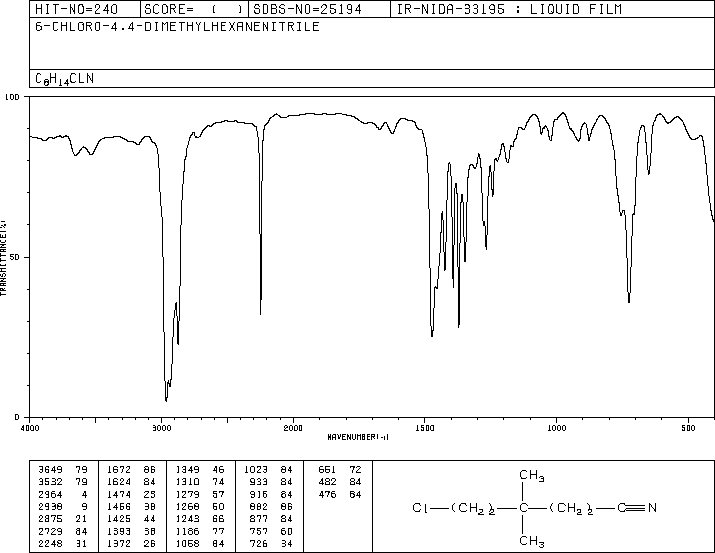 HIT-NO=240 SCORE= ( ) SDBS-NO=25194 IR-NIDA-33195 : LIQUID FILM
6-CHLORO-4,4-DIMETHYLHEXANENITRILE
C8H14CLN
100
50
0
TRANSMITTANCE(%)
4000 3000 2000 1500 1000 500
WAVENUMBER(-1)
3649 79 1672 86 1349 46 1023 84 651 72
3532 79 1624 84 1310 74 933 84 482 84
2964 4 1474 25 1279 57 916 84 476 84
2938 9 1456 38 1268 50 882 86
2875 21 1425 44 1243 66 877 84
2729 84 1393 38 1186 77 757 60
2248 31 1372 26 1058 84 726 34
CH3
Cl—(CH2)2—C—(CH2)2—C≡N
CH3